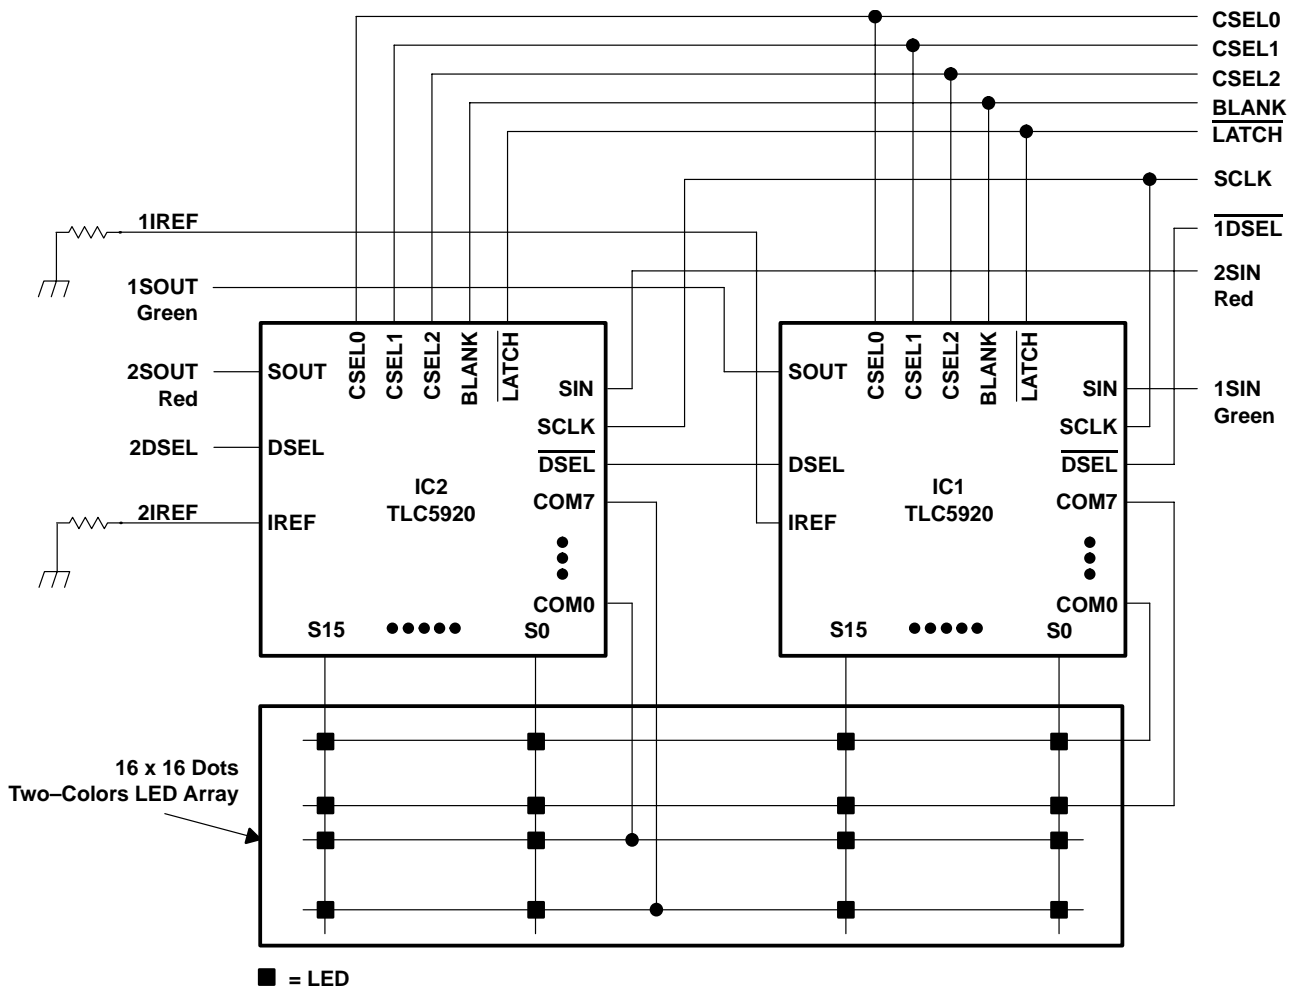 CSEL0
CSEL1
CSEL2
BLANK
LATCH
SCLK
1IREF
1DSEL
2SIN
Red
1SOUT
Green
CSEL0
CSEL1
CSEL2
BLANK
LATCH
CSEL0
CSEL1
CSEL2
BLANK
LATCH
2SOUT
Red
SOUT
SIN
SOUT
SIN
1SIN
Green
SCLK
SCLK
2DSEL
DSEL
DSEL
DSEL
DSEL
IC2
TLC5920
COM7
IC1
TLC5920
COM7
2IREF
IREF
IREF
COM0
COM0
S15
S0
S15
S0
16 x 16 Dots
Two–Colors LED Array
= LED